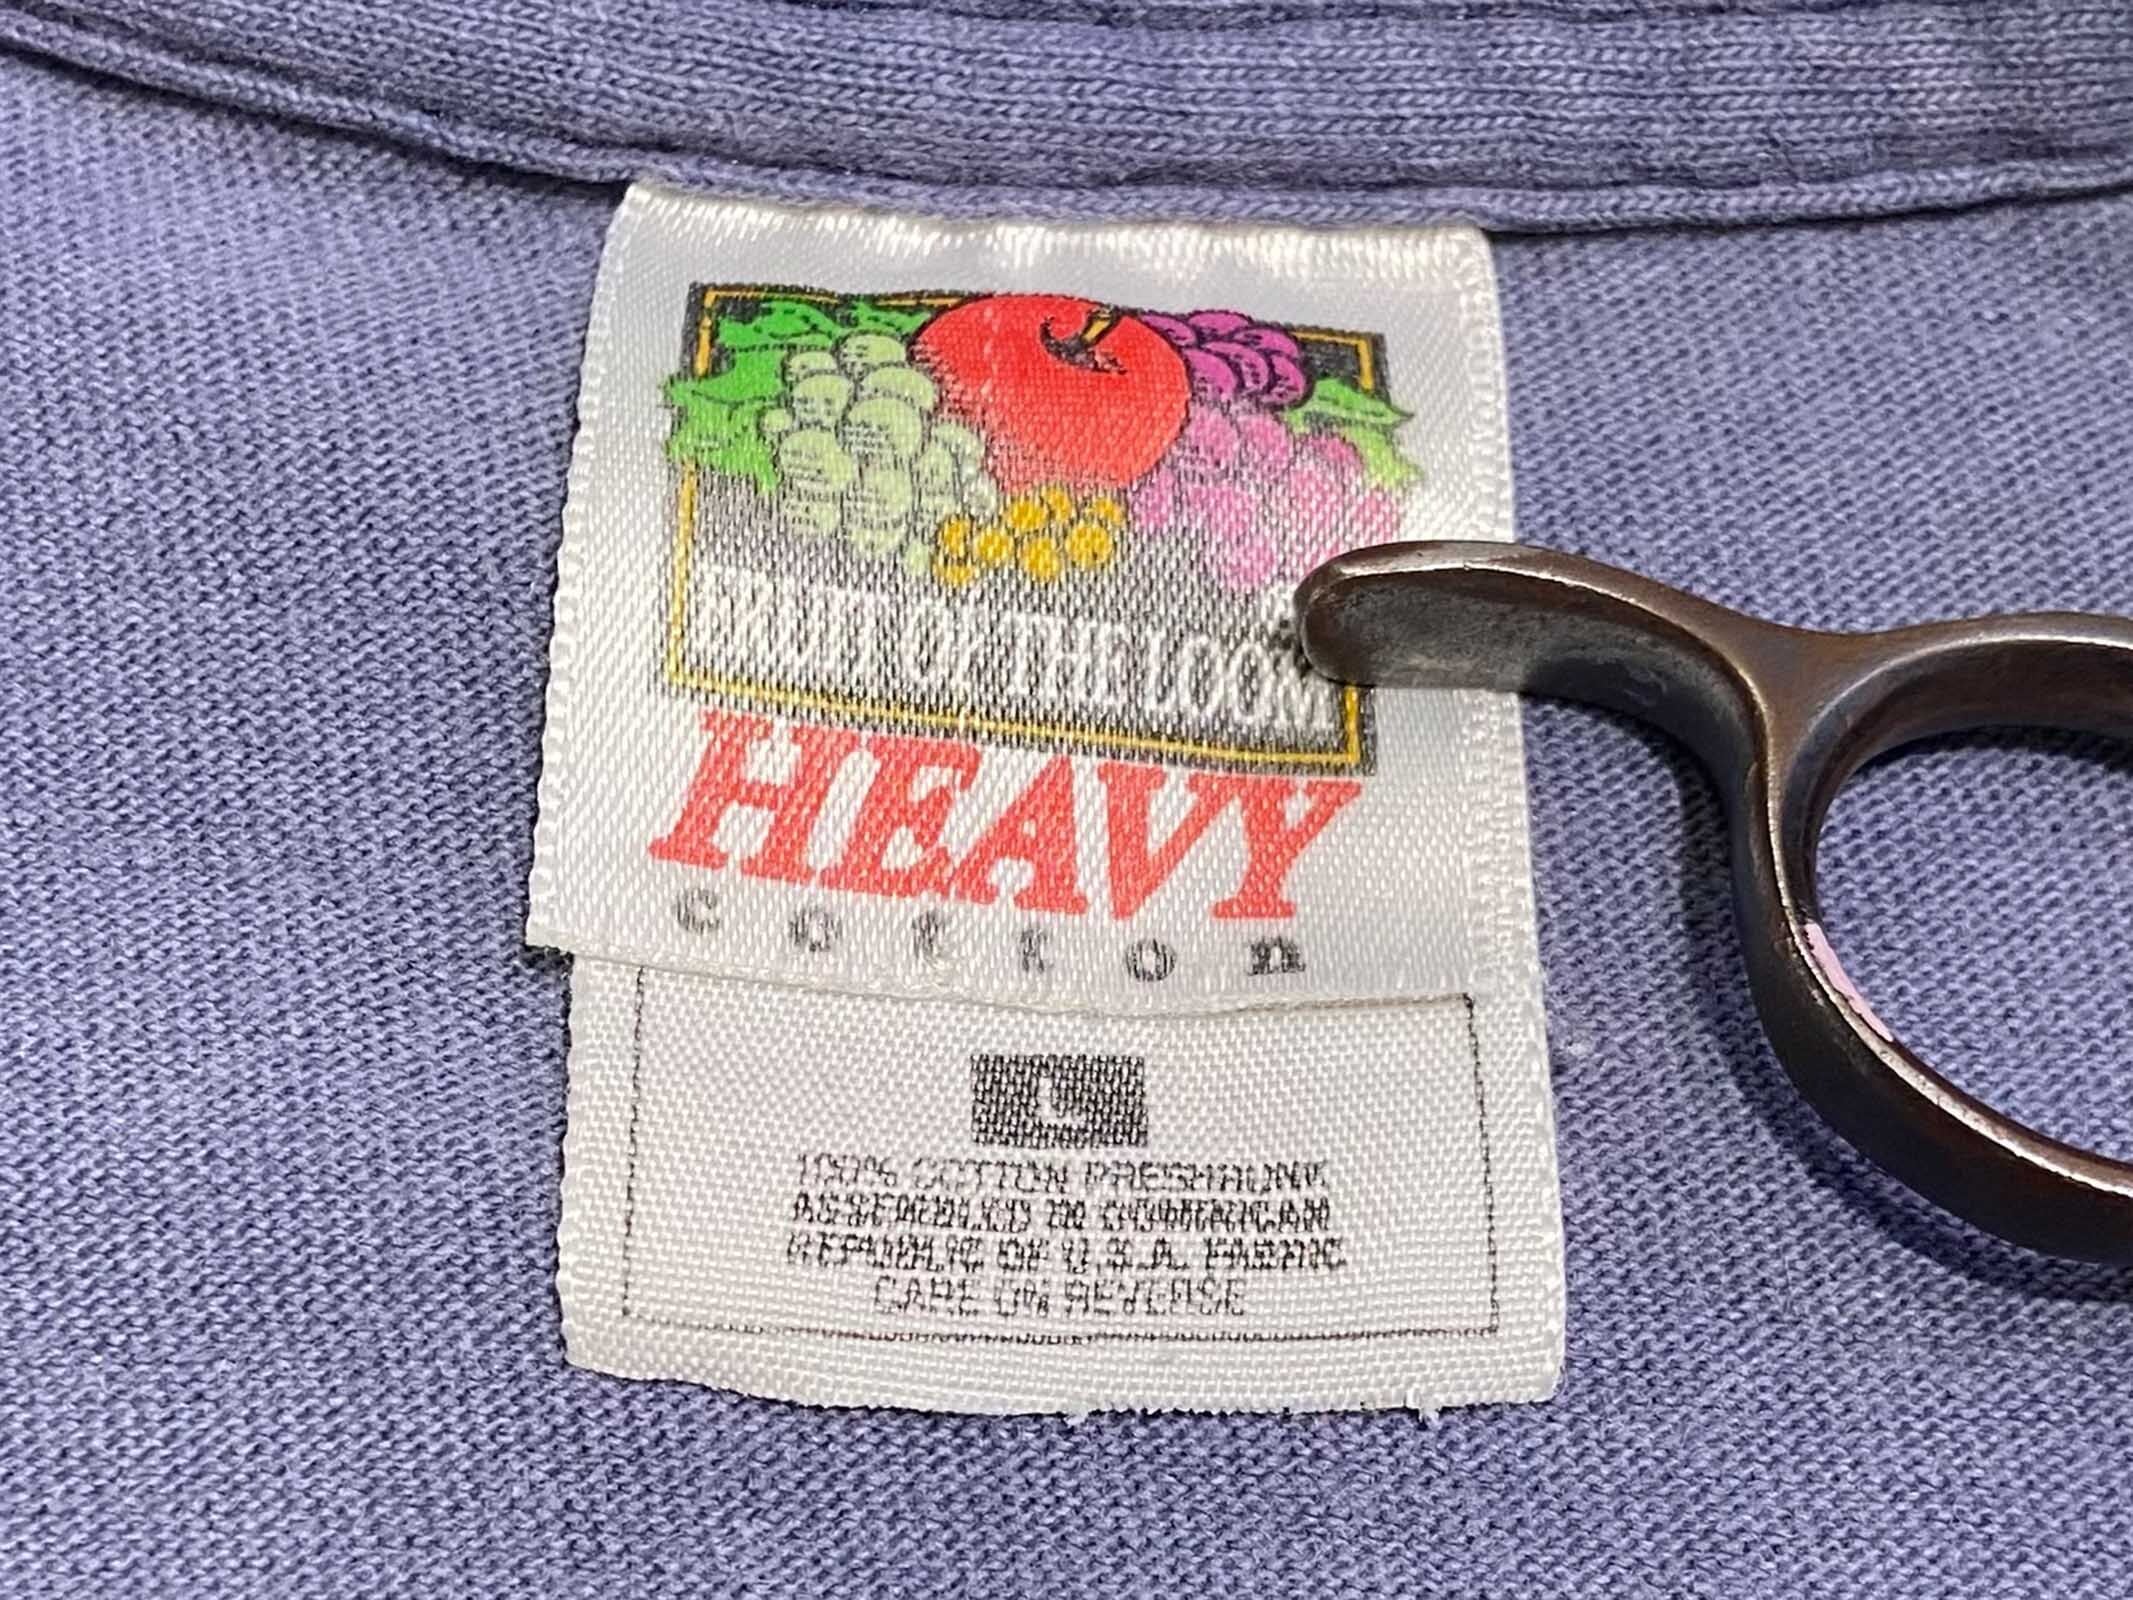 FRUIT OF THE LOOM
HEAVY
cotton
L
100% COTTON PRESHRUNK
ASSEMBLED IN DOMINICAN
REPUBLIC OF U.S.A. FABRIC
CARE ON REVERSE